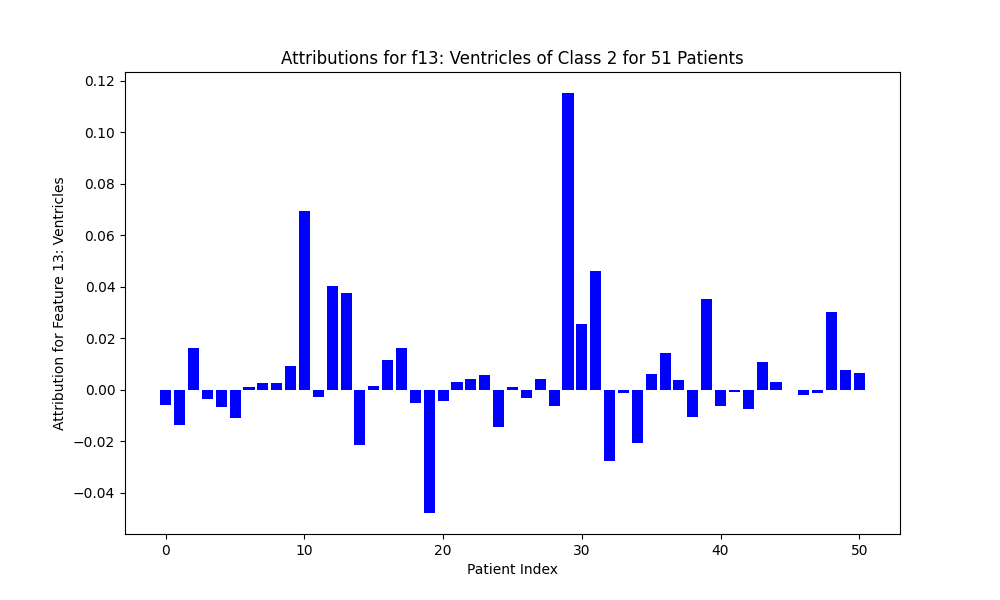 Attributions for f13: Ventricles of Class 2 for 51 Patients
Attribution for Feature 13: Ventricles
0.12
0.10
0.08
0.06
0.04
0.02
0.00
−0.02
−0.04
0 10 20 30 40 50
Patient Index